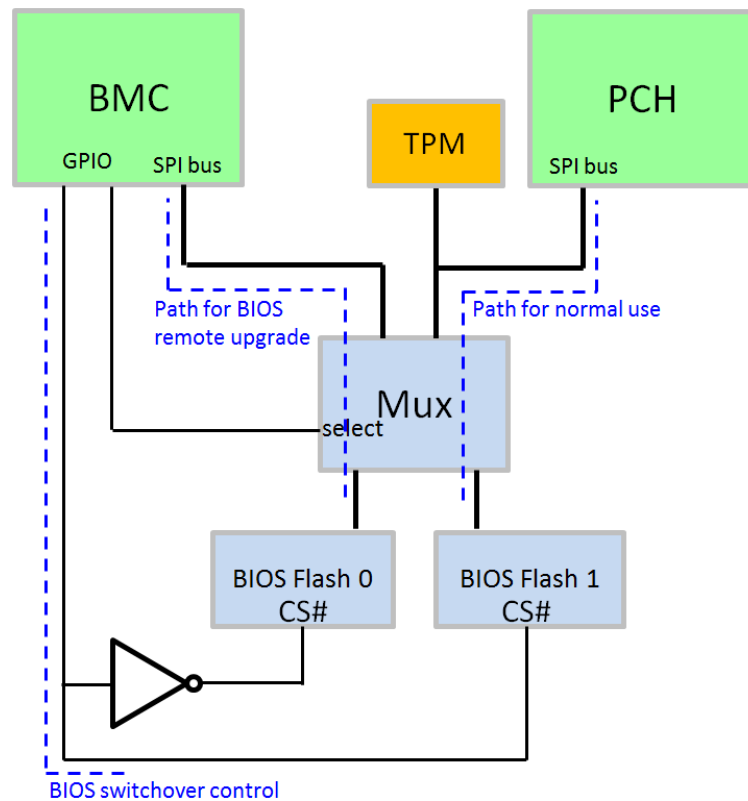 BMC
PCH
TPM
GPIO
SPI bus
SPI bus
Path for BIOS
remote upgrade
Path for normal use
Mux
select
BIOS Flash 0
CS#
BIOS Flash 1
CS#
BIOS switchover control